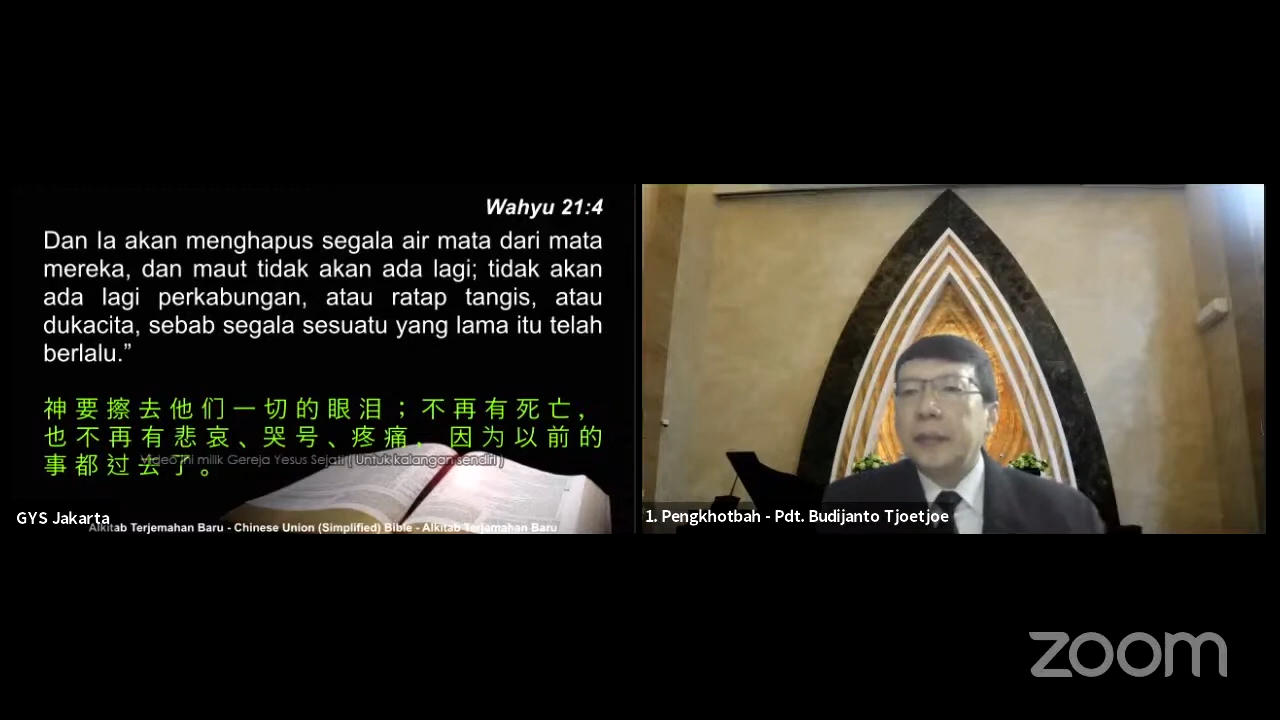 Wahyu 21:4
Dan Ia akan menghapus segala air mata dari mata
mereka, dan maut tidak akan ada lagi; tidak akan
ada lagi perkabungan, atau ratap tangis, atau
dukacita, sebab segala sesuatu yang lama itu telah
berlalu.”
神要擦去他们一切的眼泪；不再有死亡，
也不再有悲哀、哭号、疼痛，因为以前的
事都过去了。
Video ini milik Gereja Yesus Sejati ( Untuk kalangan sendiri )
GYS Jakarta
Alkitab Terjemahan Baru - Chinese Union (Simplified) Bible - Alkitab Terjamahan Baru
1. Pengkhotbah - Pdt. Budijanto Tjoetjoe
zoom